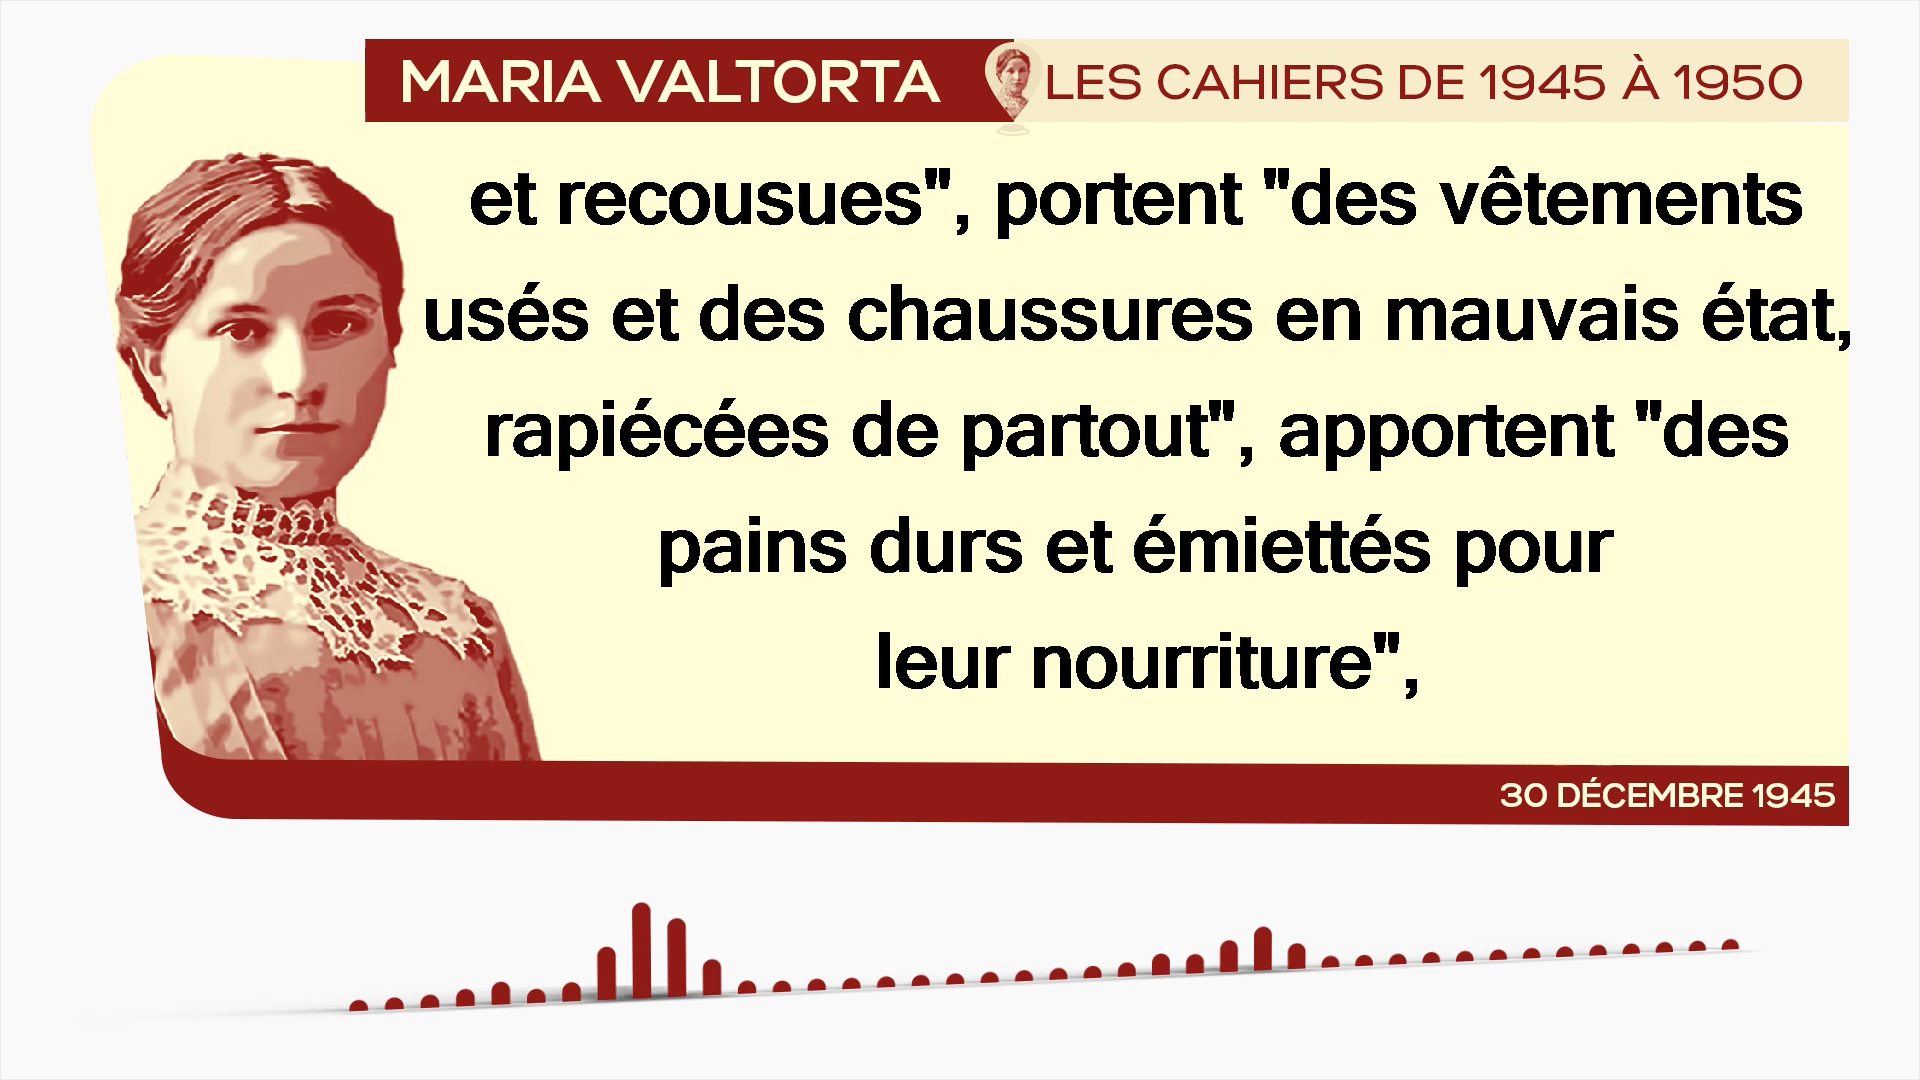 MARIA VALTORTA LES CAHIERS DE 1945 À 1950
et recousues", portent "des vêtements
usés et des chaussures en mauvais état,
rapiécées de partout", apportent "des
pains durs et émiettés pour
leur nourriture",
30 DÉCEMBRE 1945